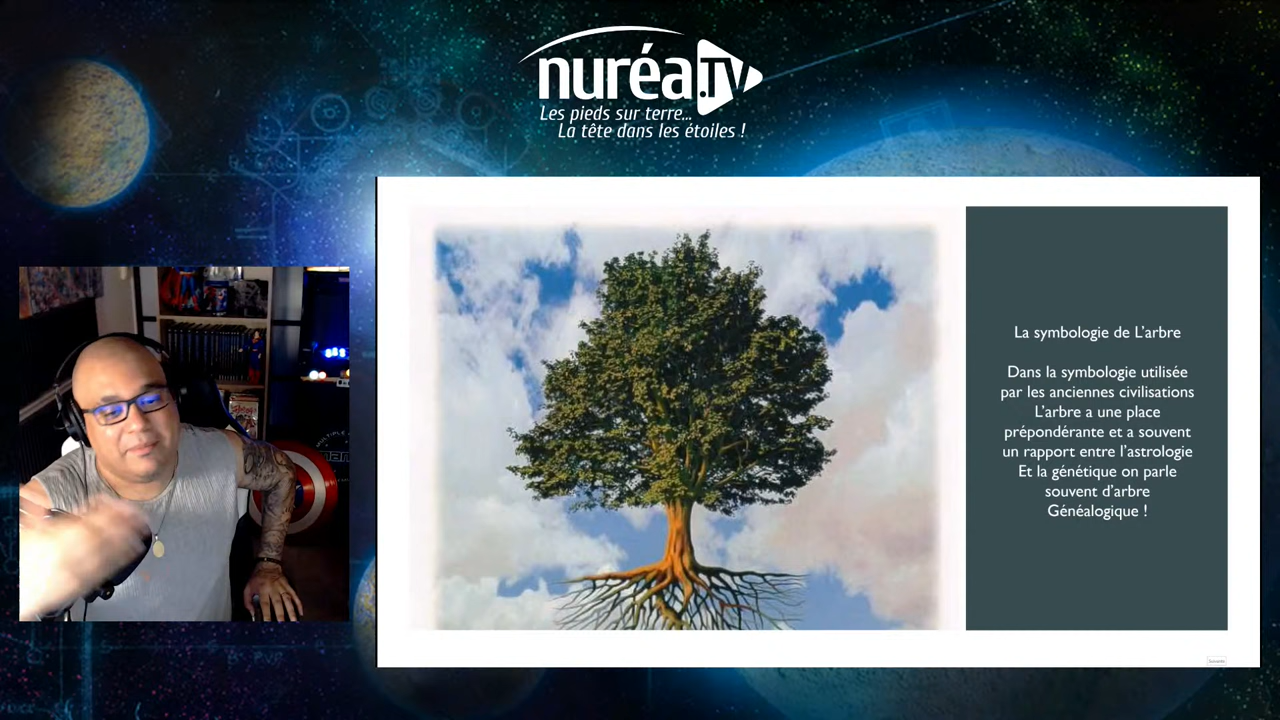 nuréa.TV
Les pieds sur terre...
La tête dans les étoiles !
La symbologie de L'arbre
Dans la symbologie utilisée
par les anciennes civilisations
L'arbre a une place
prépondérante et a souvent
un rapport entre l'astrologie
Et la génétique on parle
souvent d'arbre
Généalogique !